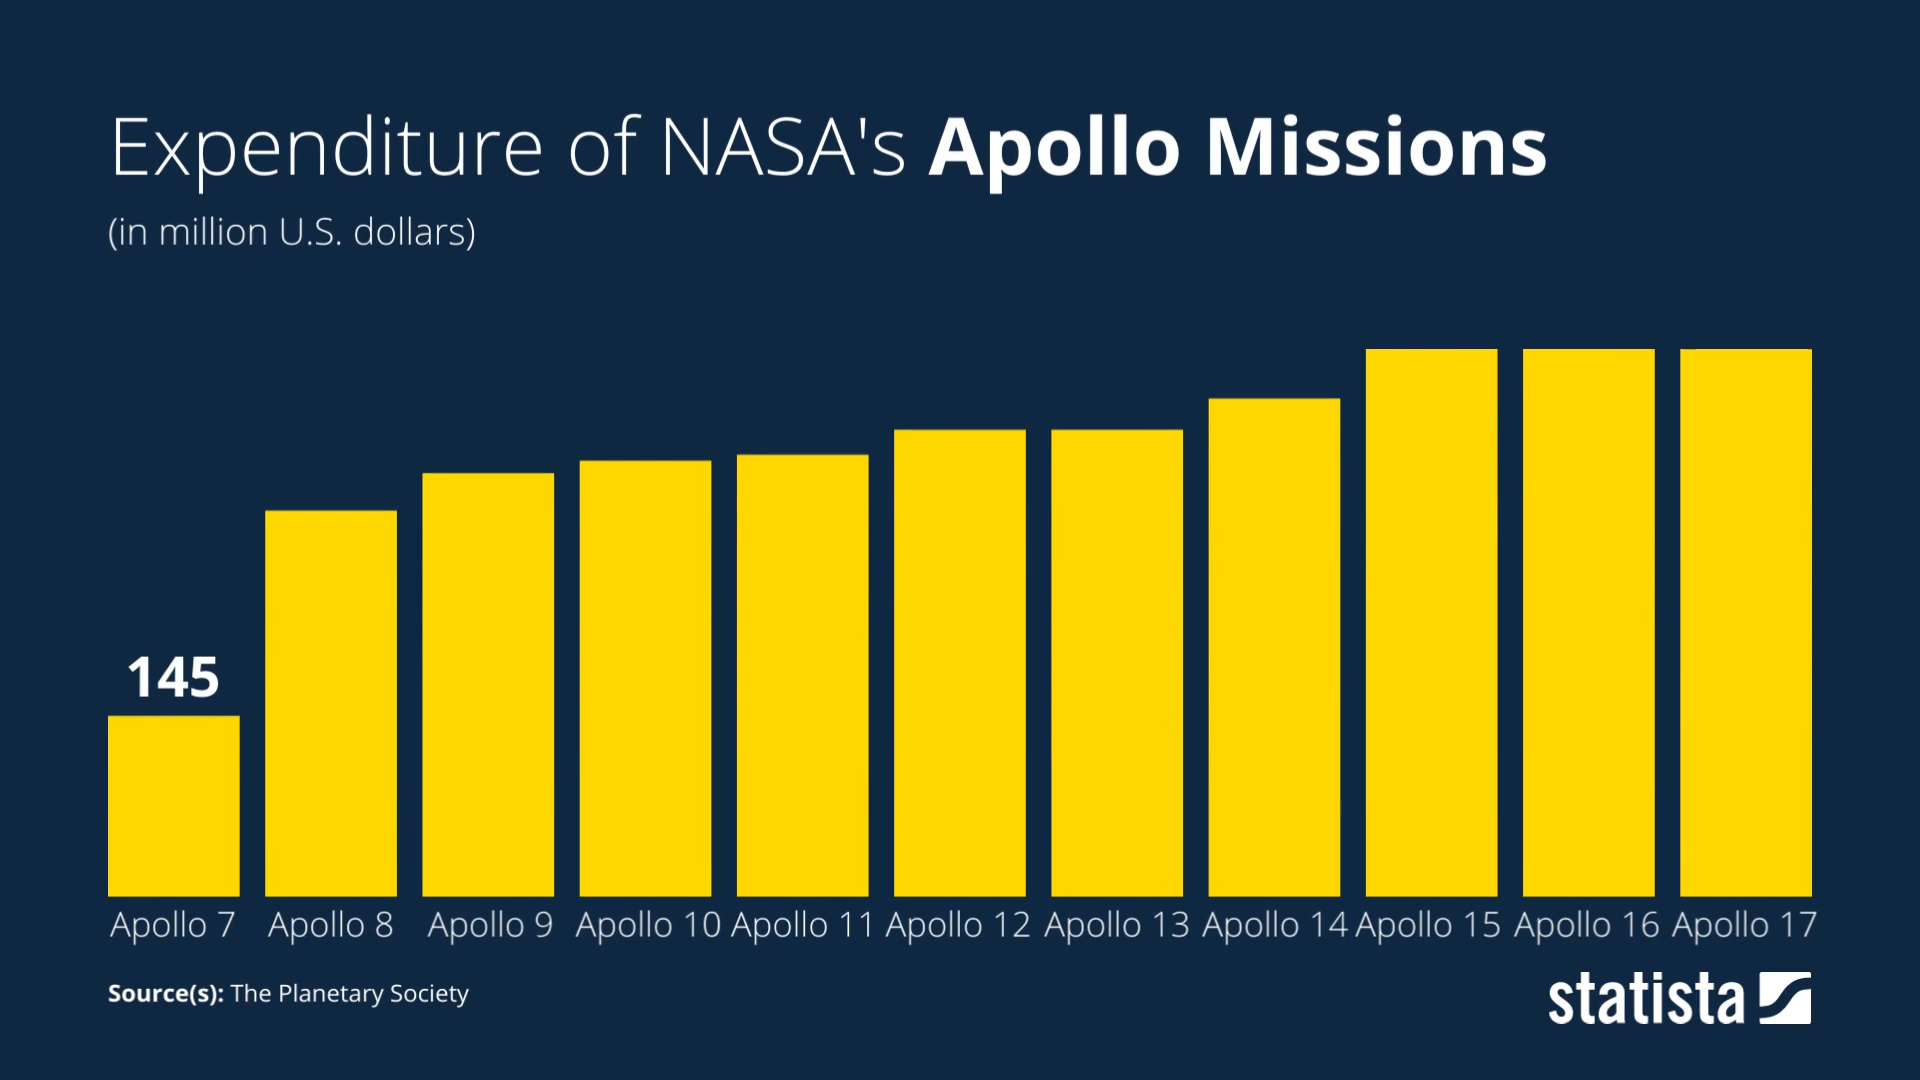 Expenditure of NASA's Apollo Missions
(in million U.S. dollars)
145
Apollo 7 Apollo 8 Apollo 9 Apollo 10 Apollo 11 Apollo 12 Apollo 13 Apollo 14 Apollo 15 Apollo 16 Apollo 17
Source(s): The Planetary Society
statista